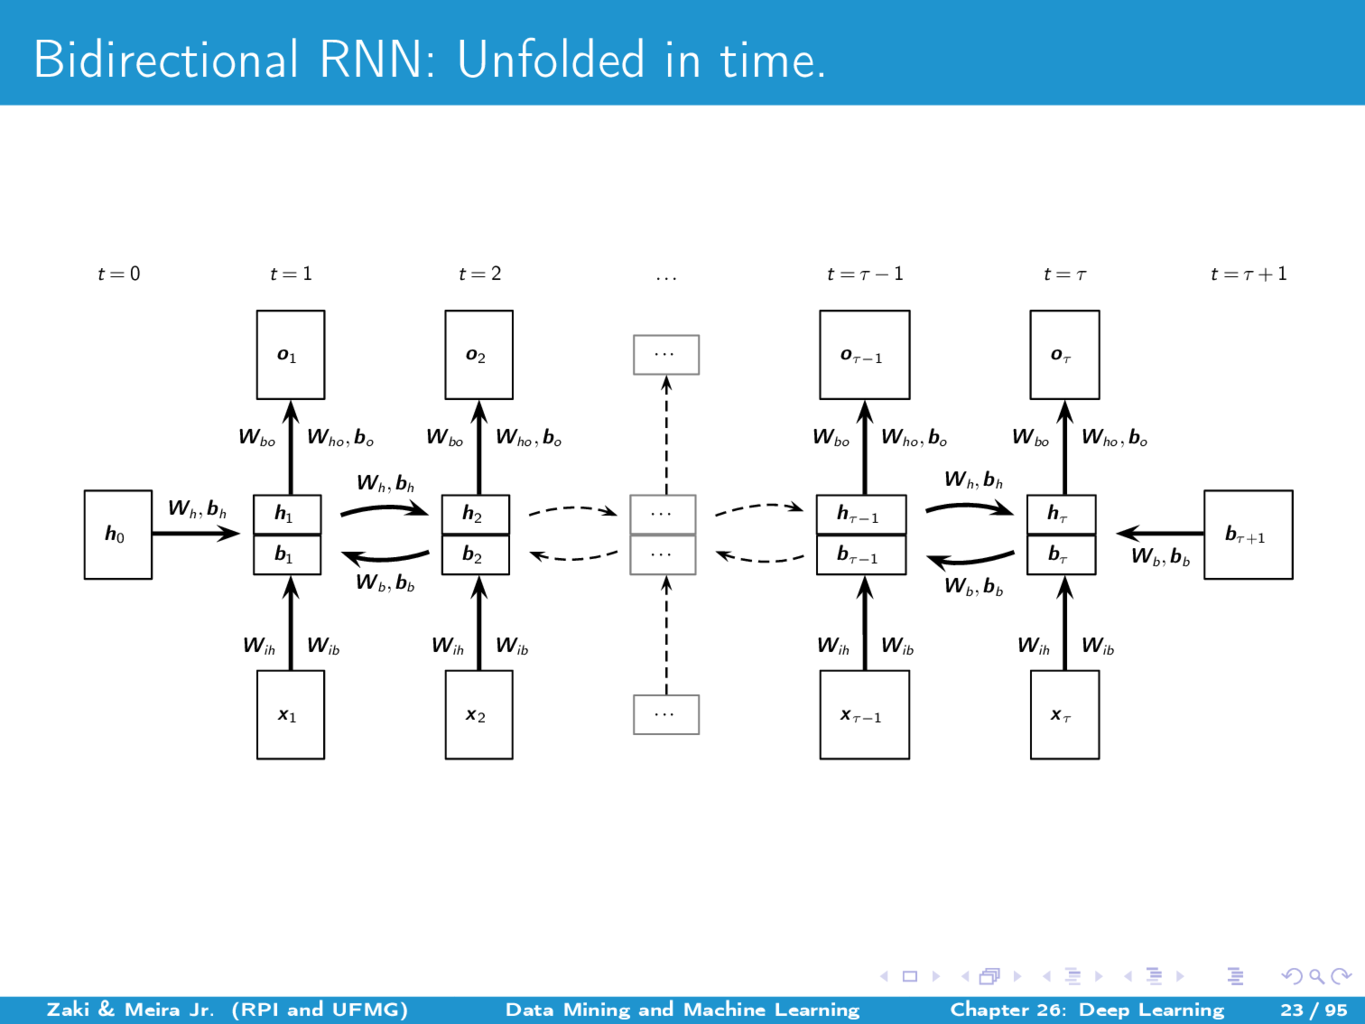 Bidirectional RNN: Unfolded in time.
t = 0 t = 1 t = 2 ... t = τ − 1 t = τ t = τ + 1
o1 o2 ... oτ−1 oτ
Wbo Who, bo Wbo Who, bo Wbo Who, bo Wbo Who, bo
Wh, bh Wh, bh
h0 Wh, bh h1 h2 ... hτ−1 hτ bτ+1
b1 b2 ... bτ−1 bτ Wb, bb
Wb, bb Wb, bb
Wih Wib Wih Wib Wih Wib Wih Wib
x1 x2 ... xτ−1 xτ
Zaki & Meira Jr. (RPI and UFMG) Data Mining and Machine Learning Chapter 26: Deep Learning 23 / 95